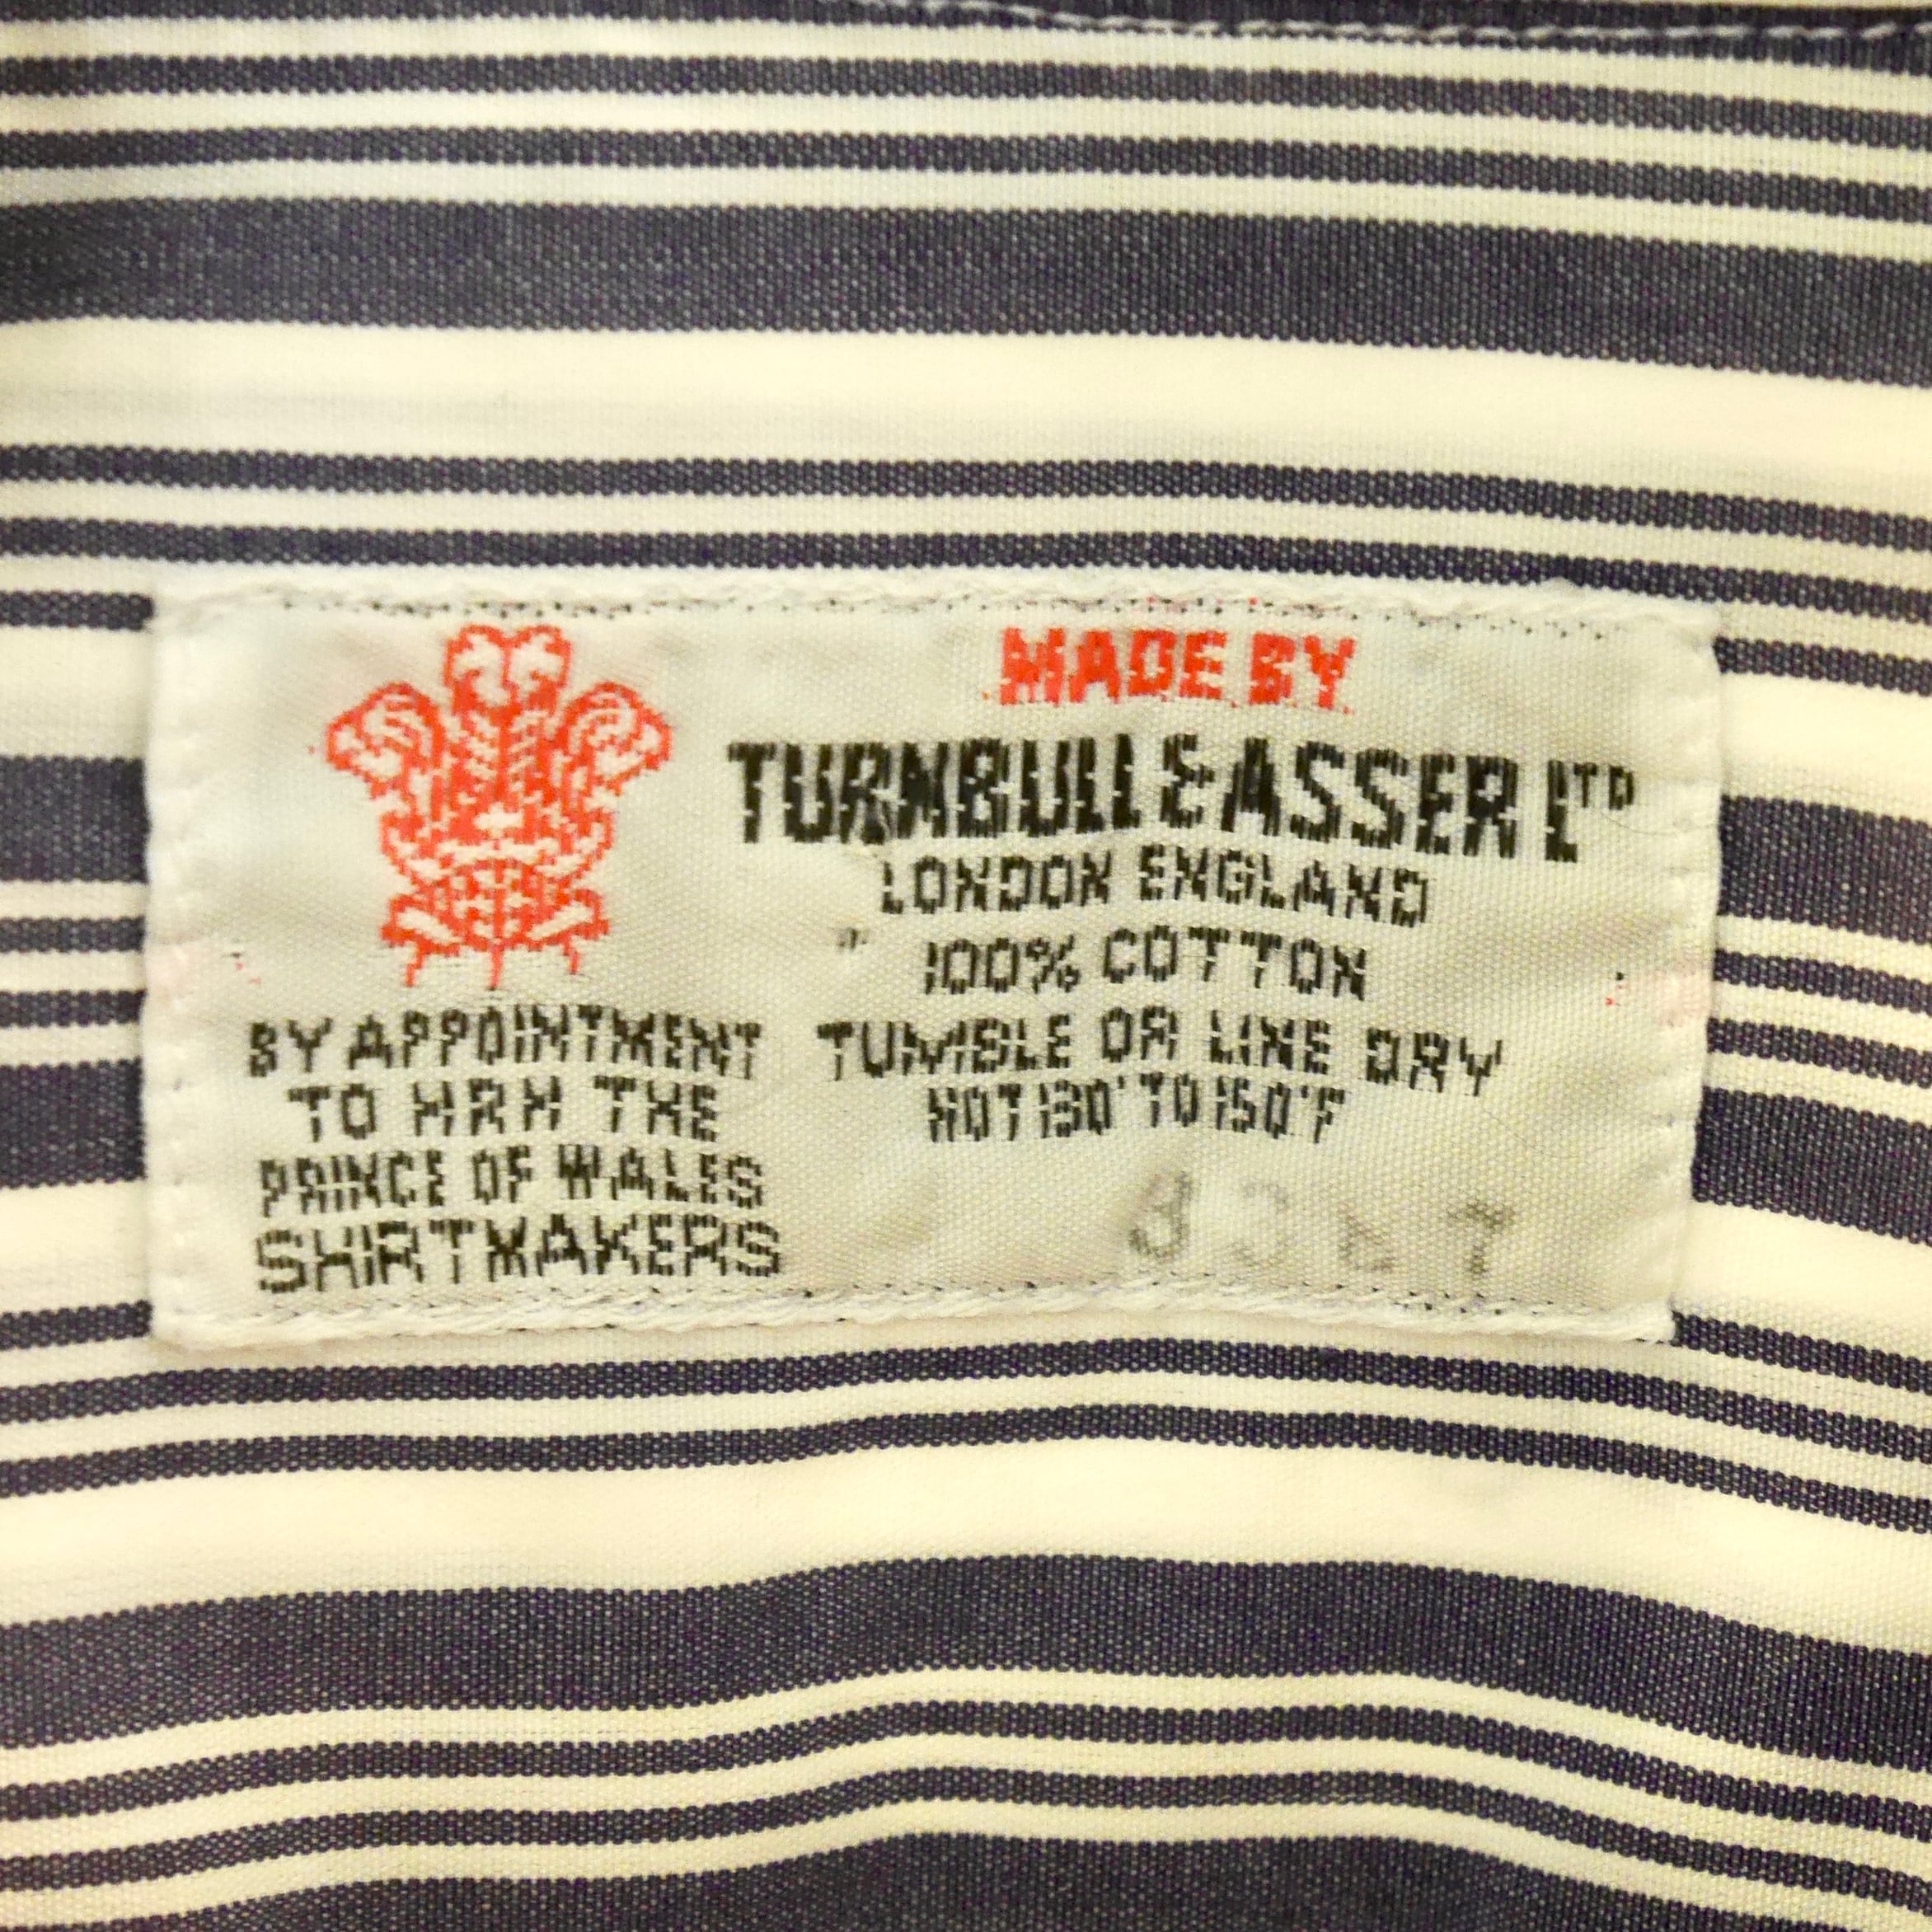 MADE BY
TURNBULL & ASSER LTD
LONDON ENGLAND
100% COTTON
TUMBLE OR LINE DRY
HOT 130° TO 150°F
BY APPOINTMENT
TO HRH THE
PRINCE OF WALES
SHIRTMAKERS